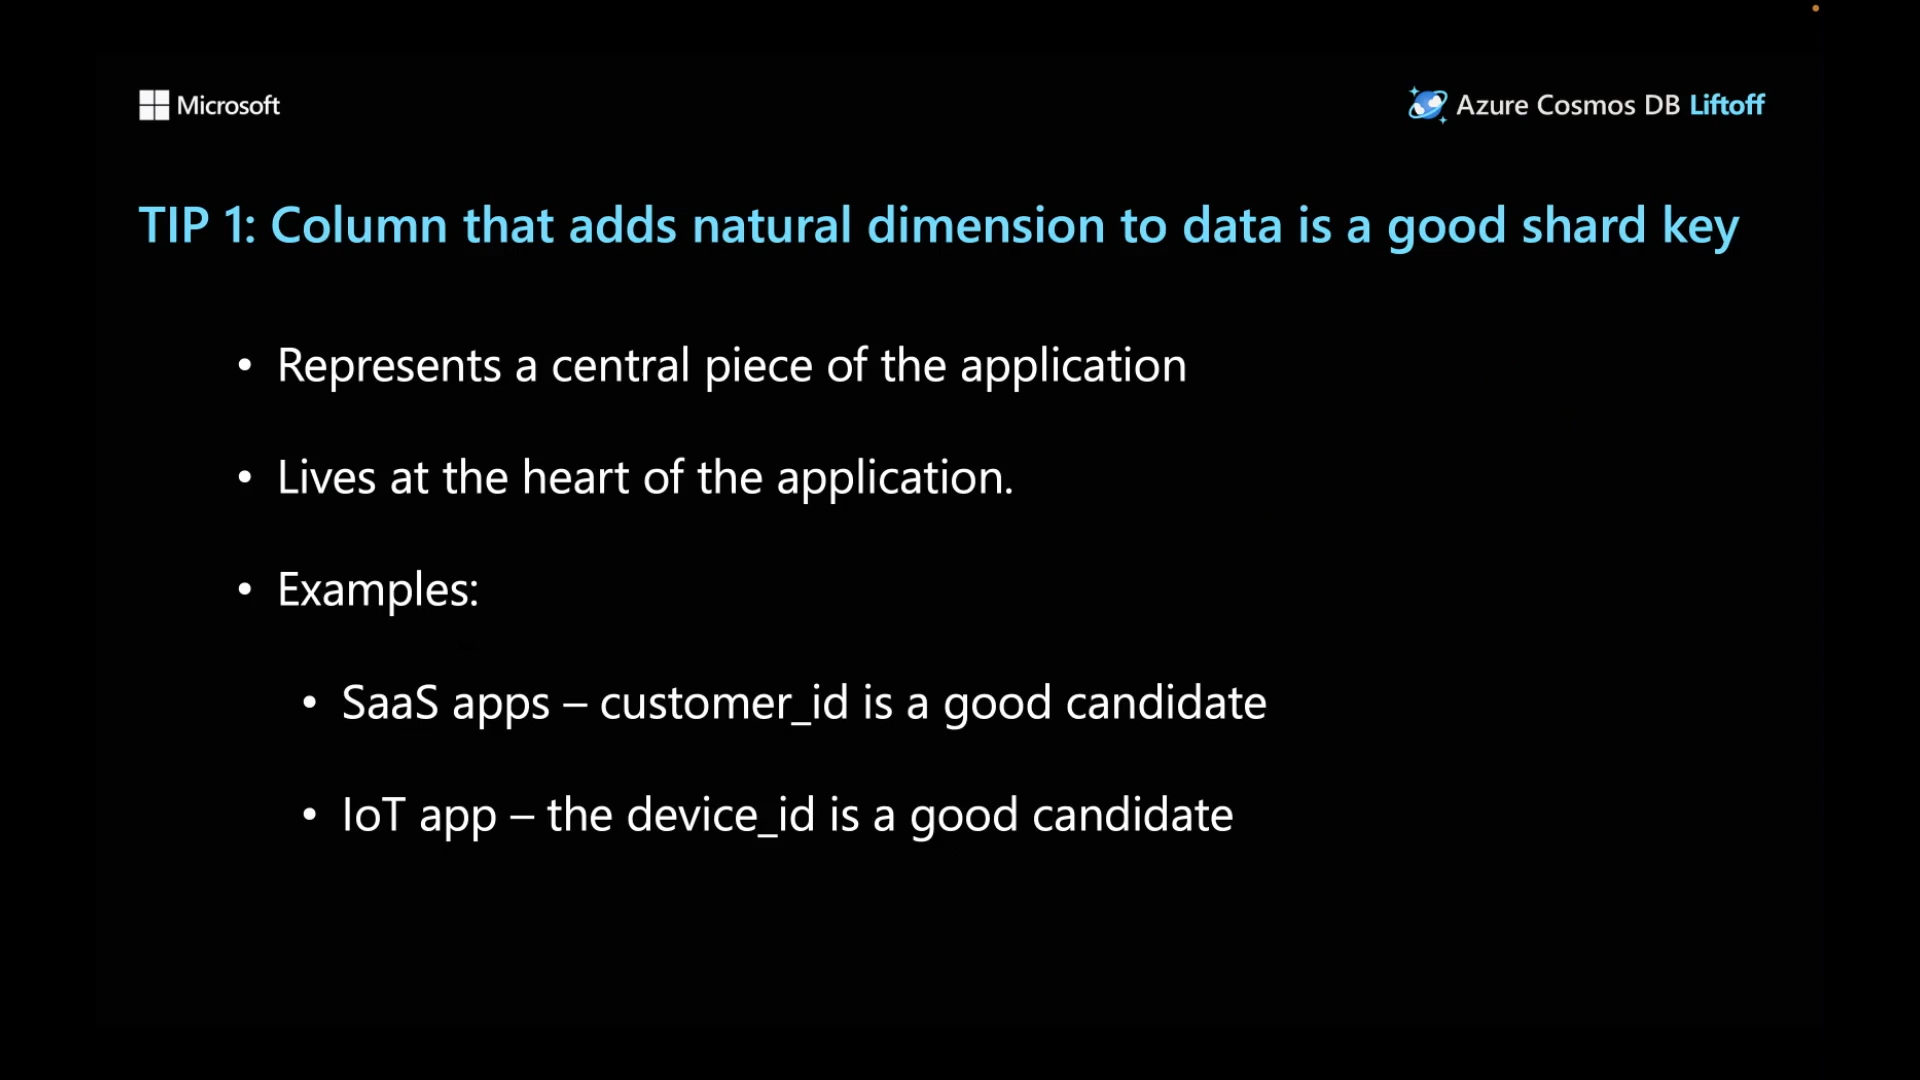 Microsoft
Azure Cosmos DB Liftoff
TIP 1: Column that adds natural dimension to data is a good shard key
• Represents a central piece of the application
• Lives at the heart of the application.
• Examples:
• SaaS apps – customer_id is a good candidate
• IoT app – the device_id is a good candidate